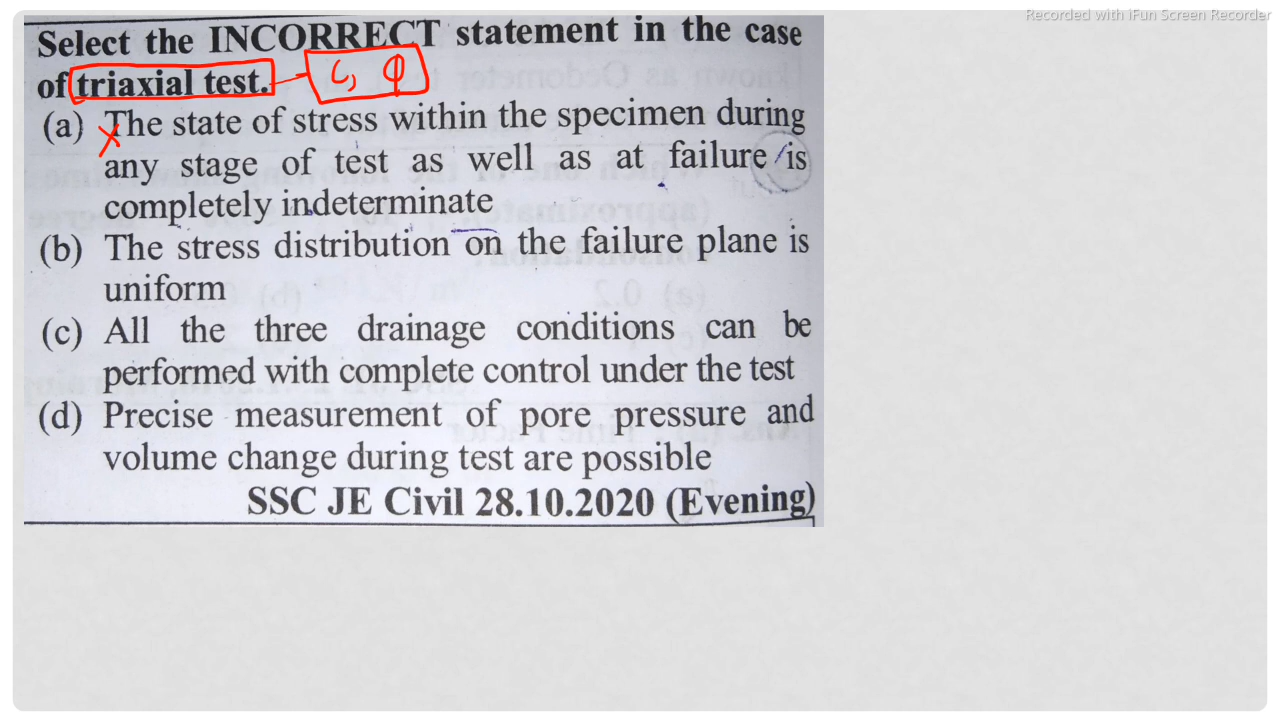 Recorded with iFun Screen Recorder
Select the INCORRECT statement in the case
of triaxial test. c, φ
(a) The state of stress within the specimen during
any stage of test as well as at failure is
completely indeterminate
(b) The stress distribution on the failure plane is
uniform
(c) All the three drainage conditions can be
performed with complete control under the test
(d) Precise measurement of pore pressure and
volume change during test are possible
SSC JE Civil 28.10.2020 (Evening)